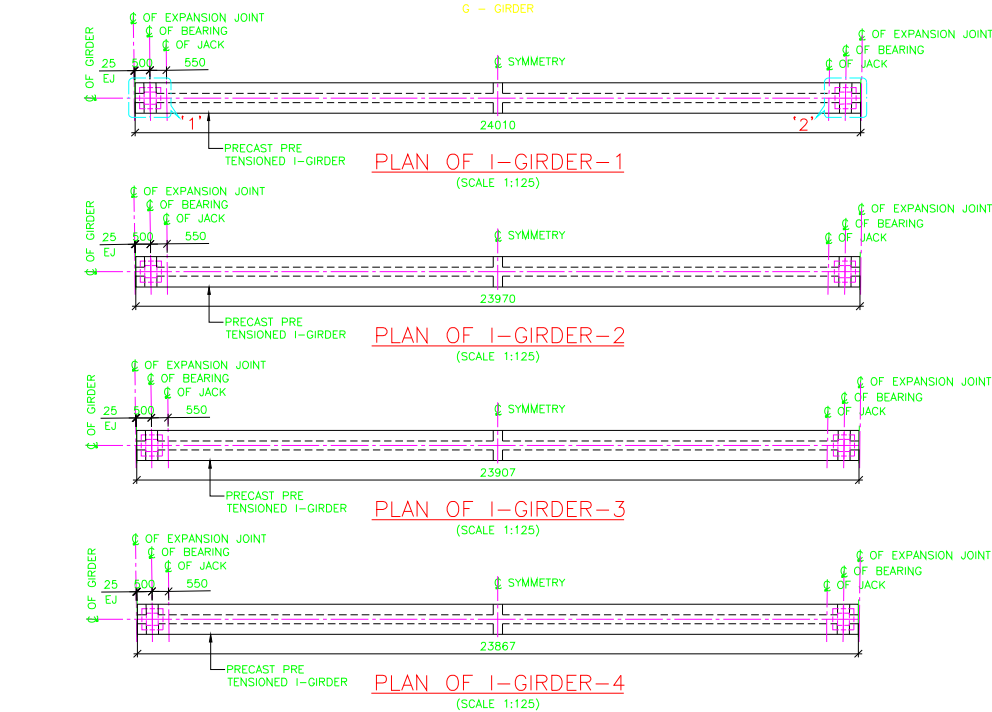 G - GIRDER
℄ OF EXPANSION JOINT
℄ OF BEARING
℄ OF JACK
℄ OF GIRDER
25
EJ
500
550
℄ SYMMETRY
℄ OF EXPANSION JOINT
℄ OF BEARING
℄ OF JACK
'1'
'2'
24010
PRECAST PRE
TENSIONED I-GIRDER
PLAN OF I-GIRDER-1
(SCALE 1:125)
℄ OF EXPANSION JOINT
℄ OF BEARING
℄ OF JACK
℄ OF GIRDER
25
EJ
500
550
℄ SYMMETRY
℄ OF EXPANSION JOINT
℄ OF BEARING
℄ OF JACK
23970
PRECAST PRE
TENSIONED I-GIRDER
PLAN OF I-GIRDER-2
(SCALE 1:125)
℄ OF EXPANSION JOINT
℄ OF BEARING
℄ OF JACK
℄ OF GIRDER
25
EJ
500
550
℄ SYMMETRY
℄ OF EXPANSION JOINT
℄ OF BEARING
℄ OF JACK
23907
PRECAST PRE
TENSIONED I-GIRDER
PLAN OF I-GIRDER-3
(SCALE 1:125)
℄ OF EXPANSION JOINT
℄ OF BEARING
℄ OF JACK
℄ OF GIRDER
25
EJ
500
550
℄ SYMMETRY
℄ OF EXPANSION JOINT
℄ OF BEARING
℄ OF JACK
23867
PRECAST PRE
TENSIONED I-GIRDER
PLAN OF I-GIRDER-4
(SCALE 1:125)